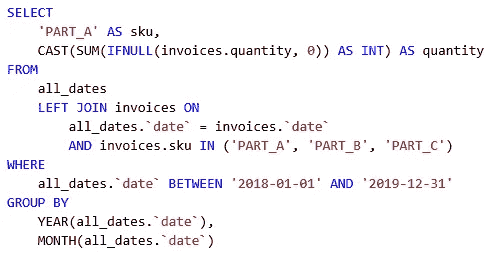 SELECT
    'PART_A' AS sku,
    CAST(SUM(IFNULL(invoices.quantity, 0)) AS INT) AS quantity
FROM
    all_dates
    LEFT JOIN invoices ON
        all_dates.`date` = invoices.`date`
        AND invoices.sku IN ('PART_A', 'PART_B', 'PART_C')
WHERE
    all_dates.`date` BETWEEN '2018-01-01' AND '2019-12-31'
GROUP BY
    YEAR(all_dates.`date`),
    MONTH(all_dates.`date`)